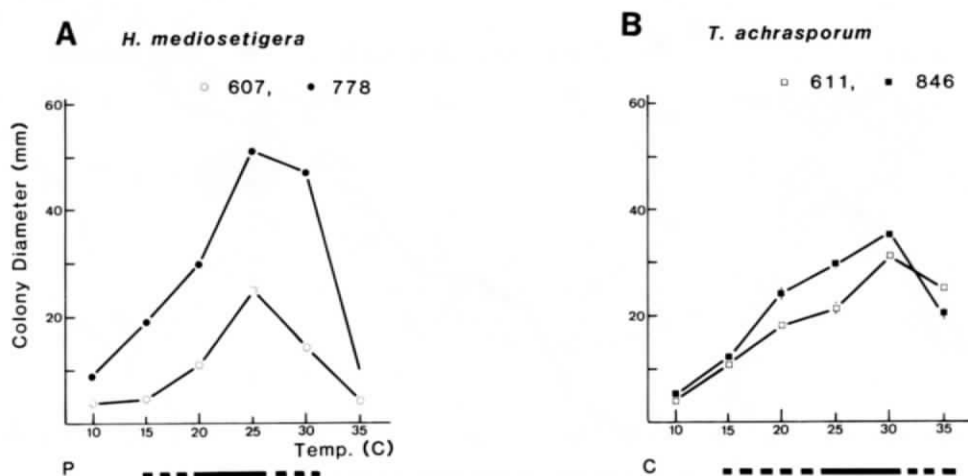 A H. mediosetigera
607, 778
60
40
20
Colony Diameter (mm)
10 15 20 25 30 35
Temp. (C)
P
B T. achrasporum
611, 846
60
40
20
10 15 20 25 30 35
C